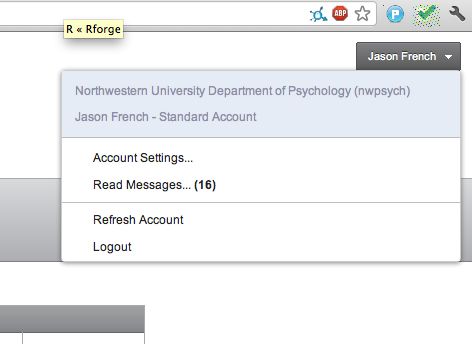 R « Rforge
ABP
P
Jason French
Northwestern University Department of Psychology (nwpsych)
Jason French - Standard Account
Account Settings...
Read Messages... (16)
Refresh Account
Logout